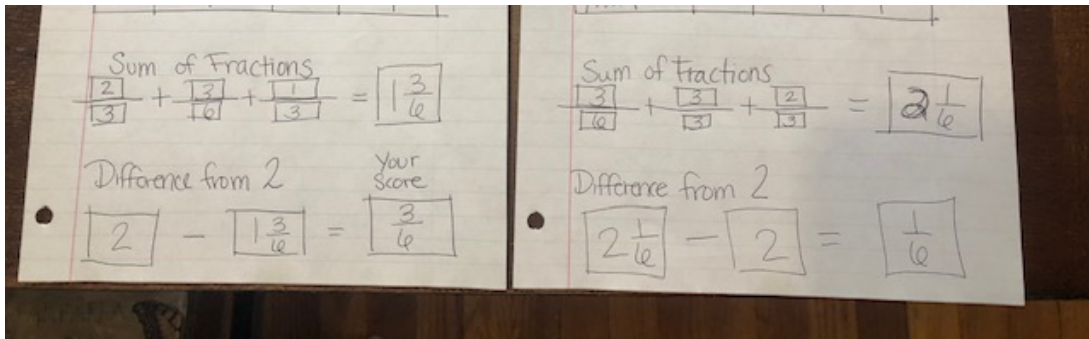 Sum of Fractions
2/3 + 3/6 + 1/3 = 1 3/6
Difference from 2
Your
Score
2 - 1 3/6 = 3/6
Sum of Fractions
3/6 + 3/3 + 2/3 = 2 1/6
Difference from 2
2 1/6 - 2 = 1/6